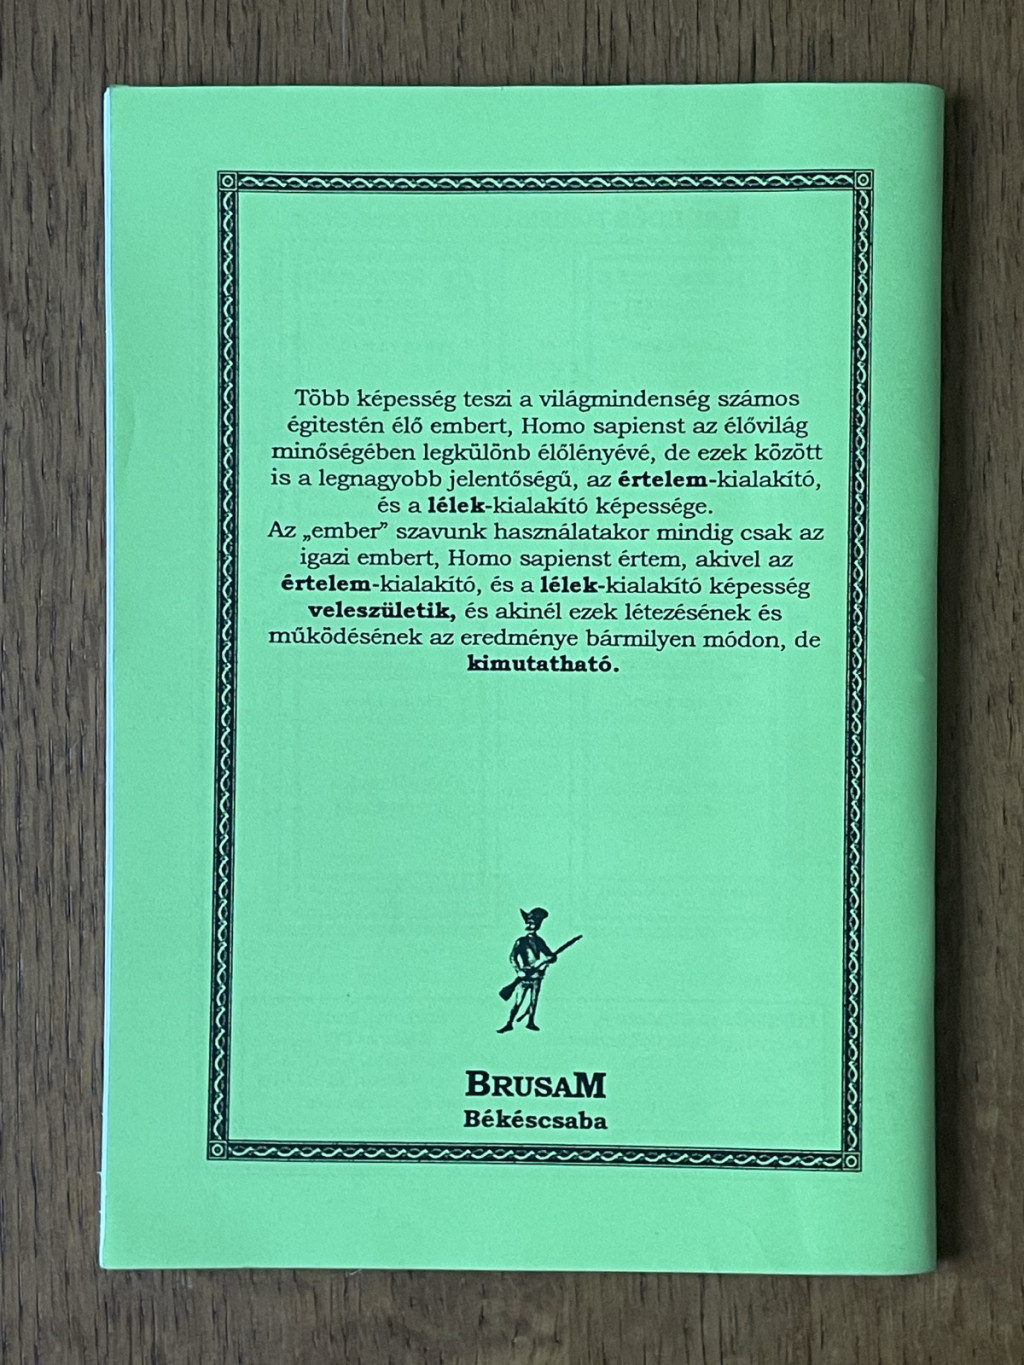 Több képesség teszi a világmindenség számos
égitestén élő embert, Homo sapienst az élővilág
minőségében legkülönb élőlényévé, de ezek között
is a legnagyobb jelentőségű, az értelem-kialakító,
és a lélek-kialakító képessége.
Az „ember” szavunk használatakor mindig csak az
igazi embert, Homo sapienst értem, akivel az
értelem-kialakító, és a lélek-kialakító képesség
veleszületik, és akinél ezek létezésének és
működésének az eredménye bármilyen módon, de
kimutatható.
BRUSAM
Békéscsaba